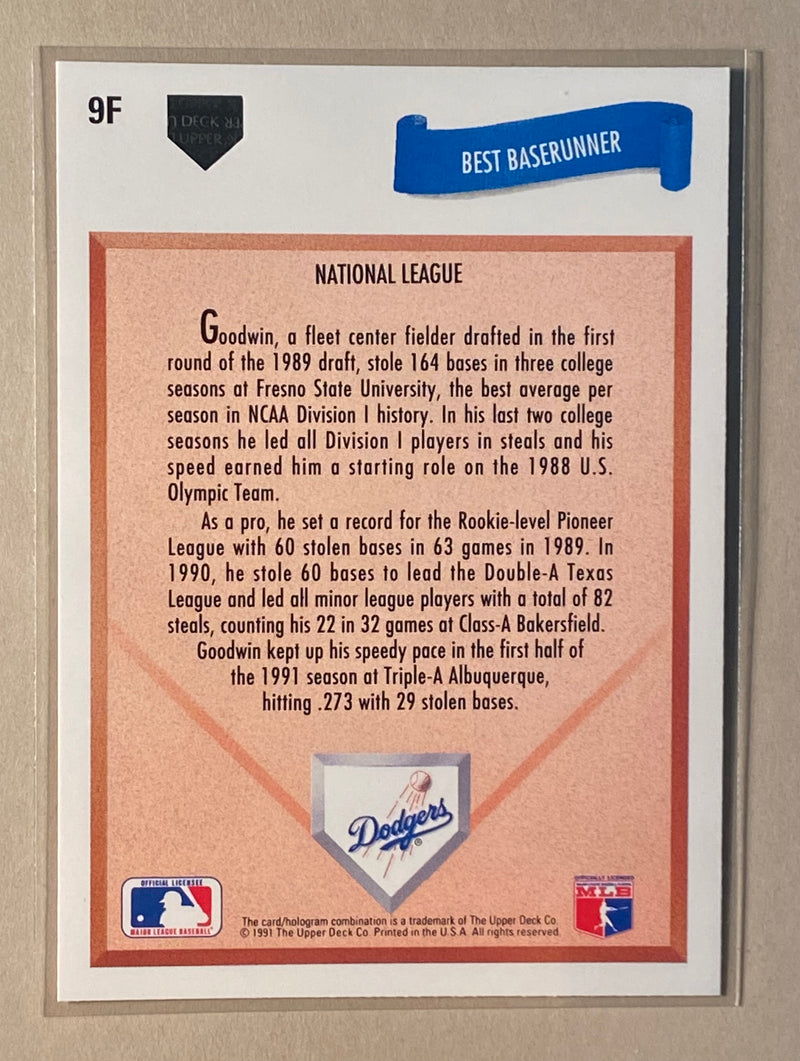 9F
DECK
UPPER
BEST BASERUNNER
NATIONAL LEAGUE
Goodwin, a fleet center fielder drafted in the first
round of the 1989 draft, stole 164 bases in three college
seasons at Fresno State University, the best average per
season in NCAA Division I history. In his last two college
seasons he led all Division I players in steals and his
speed earned him a starting role on the 1988 U.S.
Olympic Team.
As a pro, he set a record for the Rookie-level Pioneer
League with 60 stolen bases in 63 games in 1989. In
1990, he stole 60 bases to lead the Double-A Texas
League and led all minor league players with a total of 82
steals, counting his 22 in 32 games at Class-A Bakersfield.
Goodwin kept up his speedy pace in the first half of
the 1991 season at Triple-A Albuquerque,
hitting .273 with 29 stolen bases.
Dodgers®
OFFICIAL LICENSEE
MAJOR LEAGUE BASEBALL
The card/hologram combination is a trademark of The Upper Deck Co.
© 1991 The Upper Deck Co. Printed in the U.S.A. All rights reserved.
OFFICIALLY LICENSED
MLB